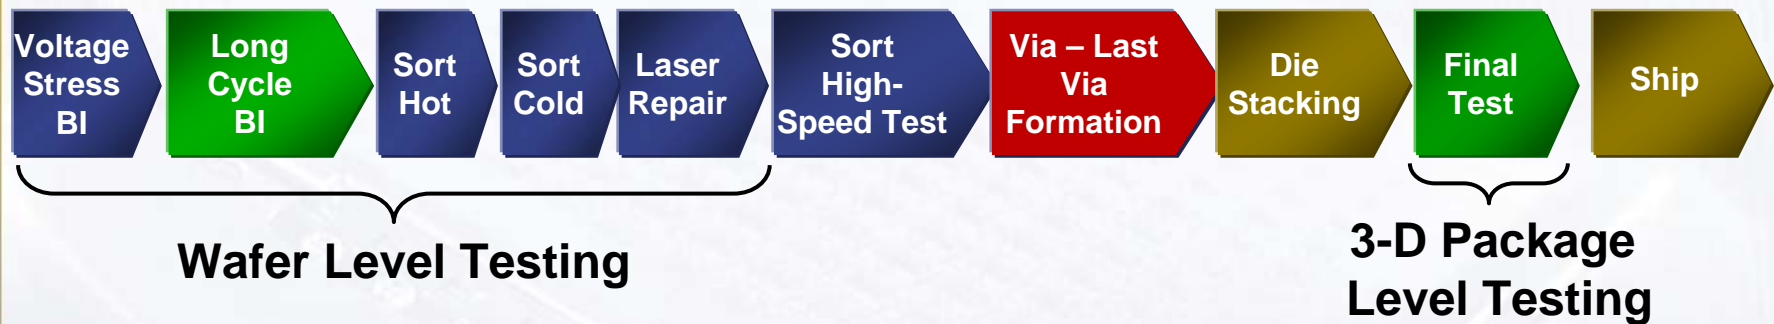 Voltage
Stress
BI
Long
Cycle
BI
Sort
Hot
Sort
Cold
Laser
Repair
Sort
High-
Speed Test
Via – Last
Via
Formation
Die
Stacking
Final
Test
Ship
Wafer Level Testing
3-D Package
Level Testing